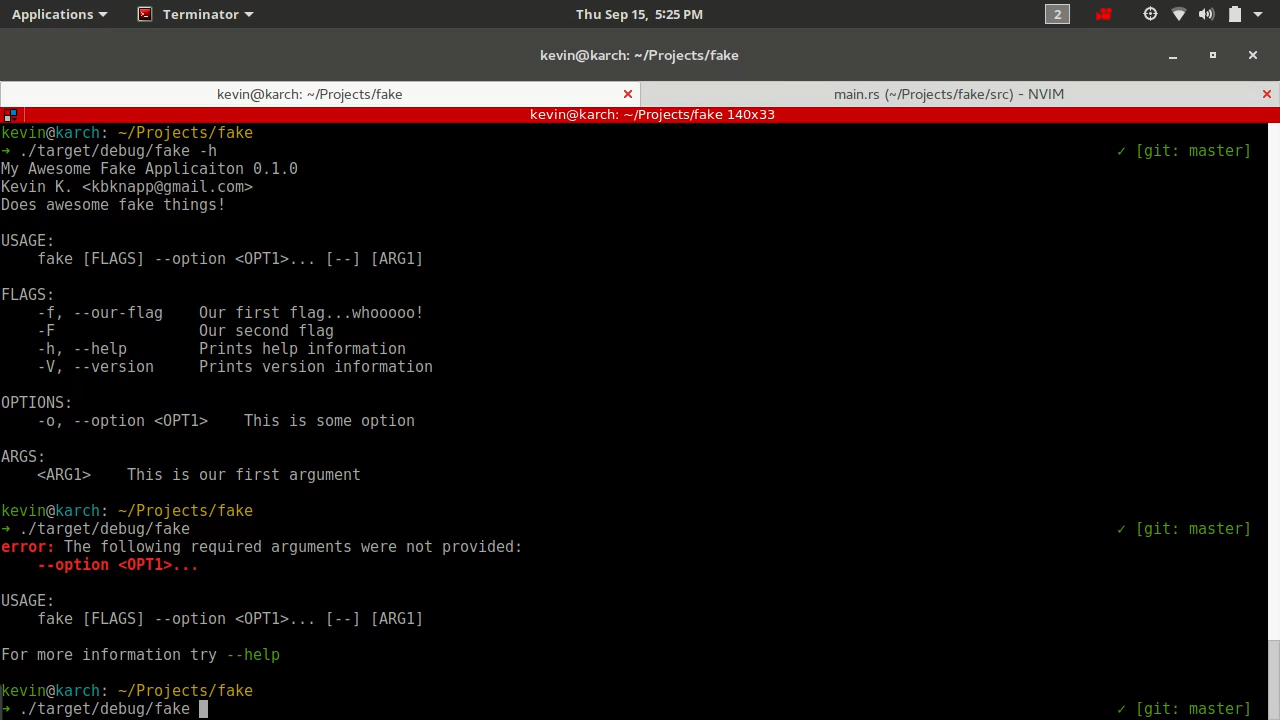 Applications Terminator Thu Sep 15, 5:25 PM 2
kevin@karch: ~/Projects/fake
kevin@karch: ~/Projects/fake main.rs (~/Projects/fake/src) - NVIM
kevin@karch: ~/Projects/fake 140x33
kevin@karch: ~/Projects/fake
➜ ./target/debug/fake -h ✓ [git: master]
My Awesome Fake Applicaiton 0.1.0
Kevin K. <kbknapp@gmail.com>
Does awesome fake things!
USAGE:
    fake [FLAGS] --option <OPT1>... [--] [ARG1]
FLAGS:
    -f, --our-flag    Our first flag...whooooo!
    -F                Our second flag
    -h, --help        Prints help information
    -V, --version     Prints version information
OPTIONS:
    -o, --option <OPT1>    This is some option
ARGS:
    <ARG1>    This is our first argument
kevin@karch: ~/Projects/fake
➜ ./target/debug/fake ✓ [git: master]
error: The following required arguments were not provided:
    --option <OPT1>...
USAGE:
    fake [FLAGS] --option <OPT1>... [--] [ARG1]
For more information try --help
kevin@karch: ~/Projects/fake
➜ ./target/debug/fake ✓ [git: master]